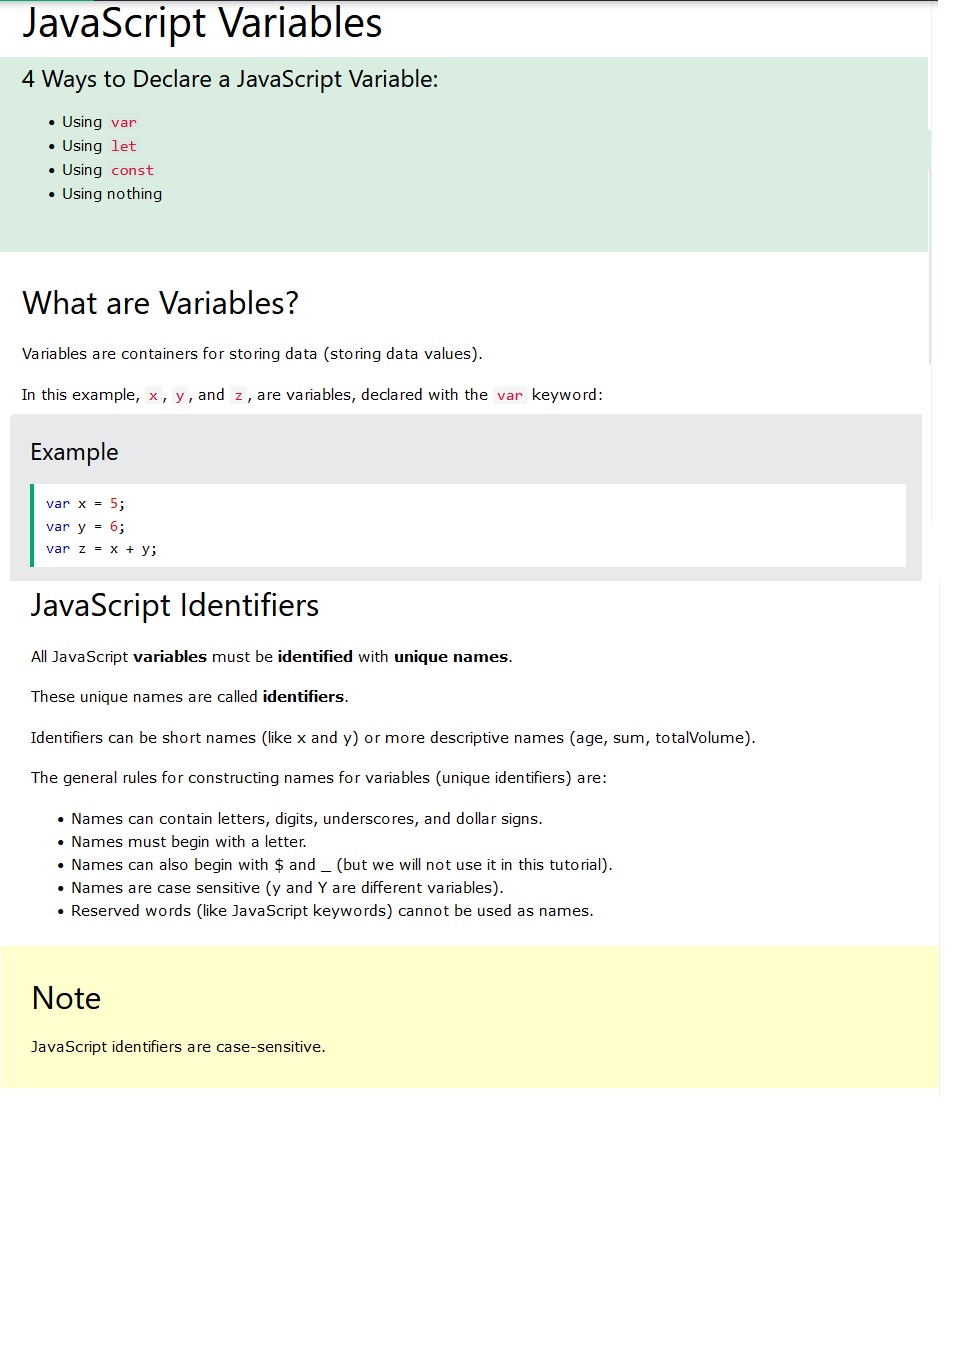 JavaScript Variables
4 Ways to Declare a JavaScript Variable:
• Using var
• Using let
• Using const
• Using nothing
What are Variables?
Variables are containers for storing data (storing data values).
In this example, x, y, and z, are variables, declared with the var keyword:
Example
var x = 5;
var y = 6;
var z = x + y;
JavaScript Identifiers
All JavaScript variables must be identified with unique names.
These unique names are called identifiers.
Identifiers can be short names (like x and y) or more descriptive names (age, sum, totalVolume).
The general rules for constructing names for variables (unique identifiers) are:
• Names can contain letters, digits, underscores, and dollar signs.
• Names must begin with a letter.
• Names can also begin with $ and _ (but we will not use it in this tutorial).
• Names are case sensitive (y and Y are different variables).
• Reserved words (like JavaScript keywords) cannot be used as names.
Note
JavaScript identifiers are case-sensitive.